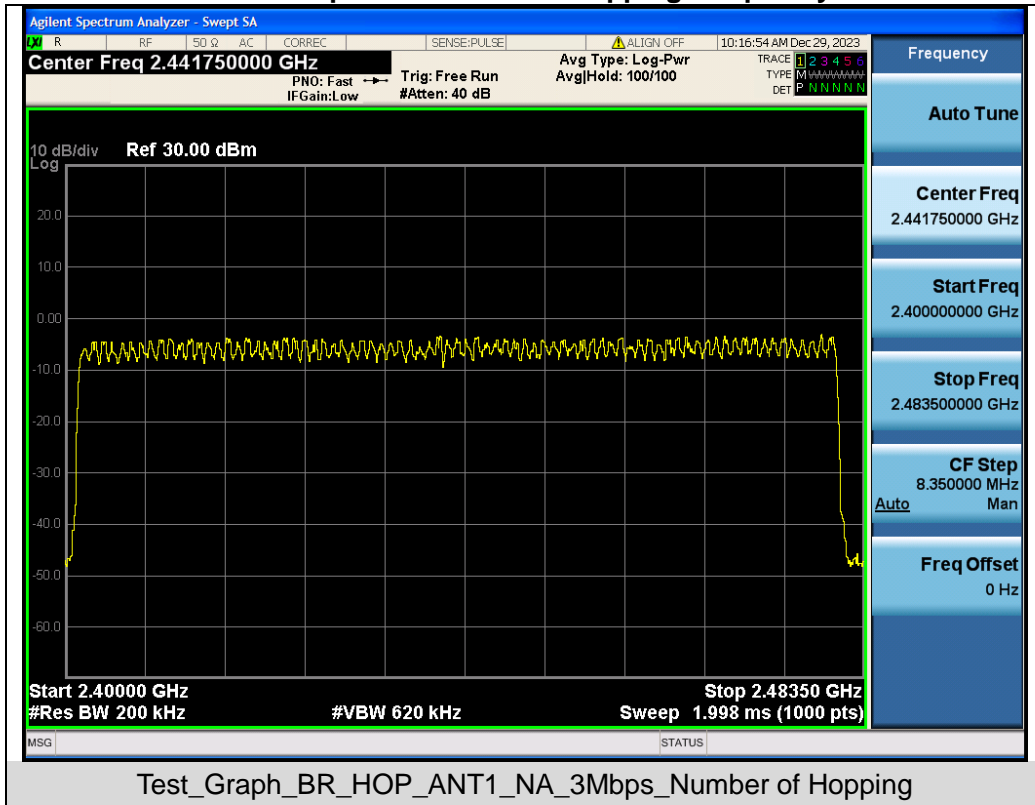 Agilent Spectrum Analyzer - Swept SA
LXI R RF 50 Ω AC CORREC SENSE:PULSE ALIGN OFF 10:16:54 AM Dec 29, 2023
Center Freq 2.441750000 GHz
PNO: Fast
IFGain:Low
Trig: Free Run
#Atten: 40 dB
Avg Type: Log-Pwr
Avg|Hold: 100/100
TRACE 1 2 3 4 5 6
TYPE M
DET P N N N N N
10 dB/div Ref 30.00 dBm
Log
20.0
10.0
0.00
-10.0
-20.0
-30.0
-40.0
-50.0
-60.0
Start 2.40000 GHz Stop 2.48350 GHz
#Res BW 200 kHz #VBW 620 kHz Sweep 1.998 ms (1000 pts)
MSG STATUS
Frequency
Auto Tune
Center Freq
2.441750000 GHz
Start Freq
2.400000000 GHz
Stop Freq
2.483500000 GHz
CF Step
8.350000 MHz
Auto Man
Freq Offset
0 Hz
Test_Graph_BR_HOP_ANT1_NA_3Mbps_Number of Hopping